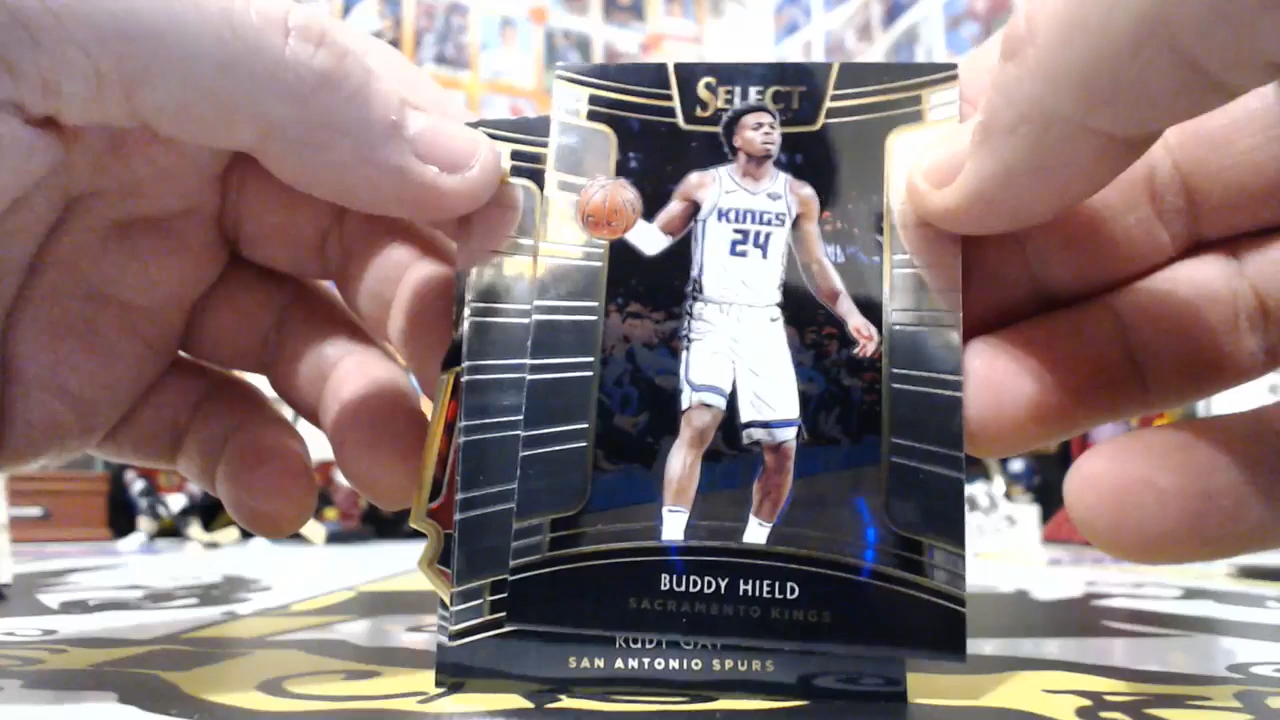 SELECT
KINGS
24
BUDDY HIELD
SACRAMENTO KINGS
RUDY GAY
SAN ANTONIO SPURS